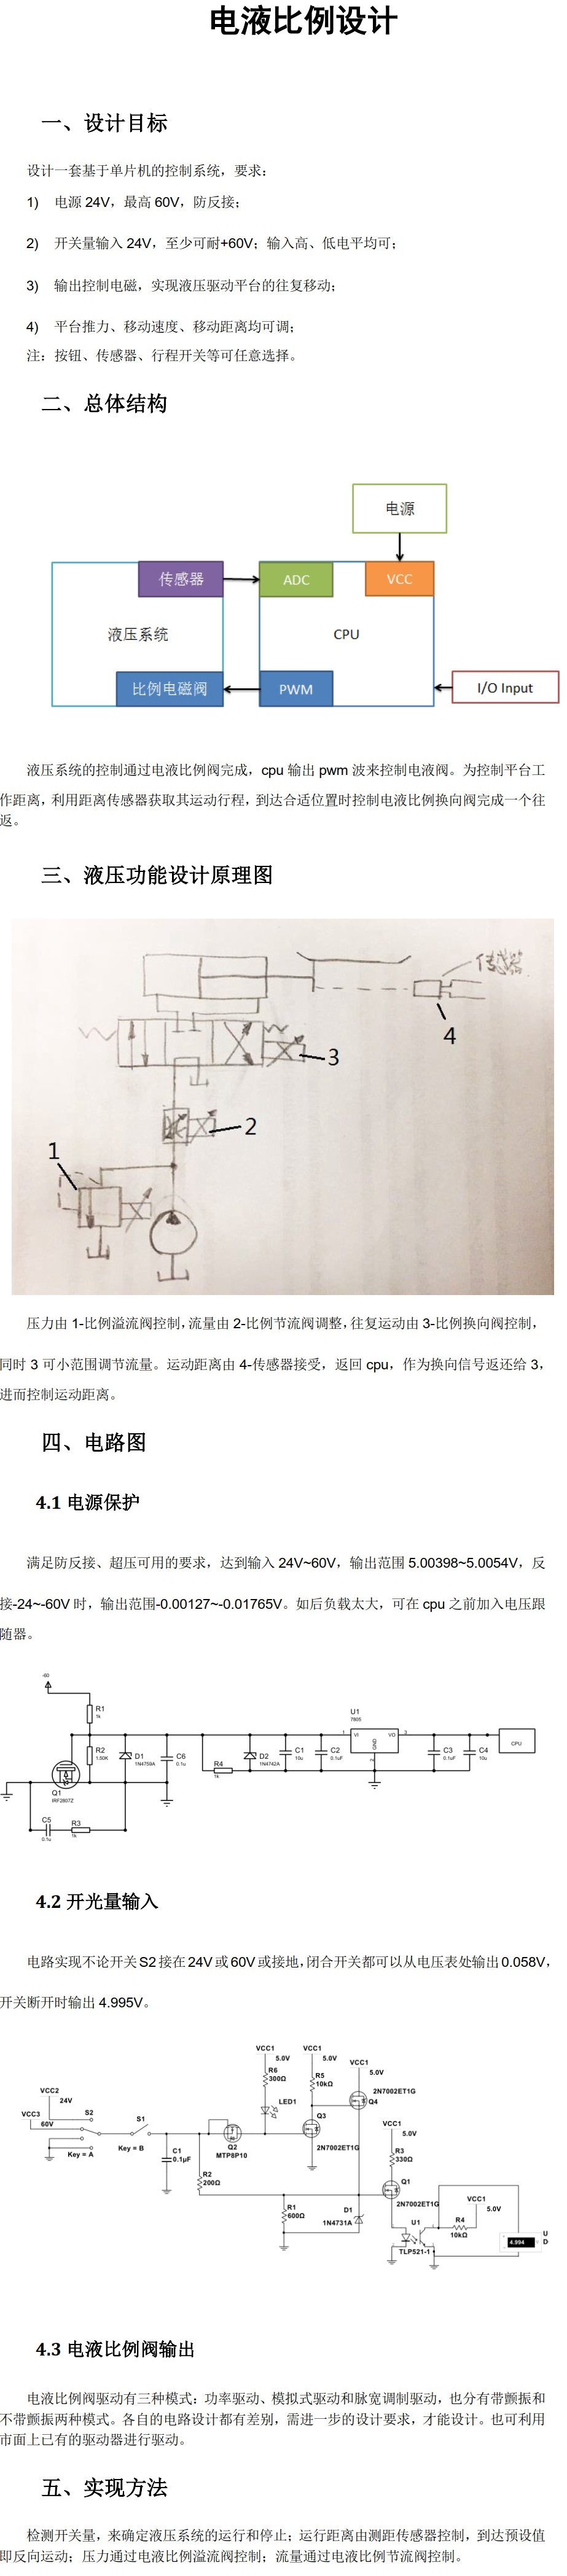 电液比例设计
一、设计目标
设计一套基于单片机的控制系统，要求：
1) 电源 24V，最高 60V，防反接；
2) 开关量输入 24V，至少可耐+60V；输入高、低电平均可；
3) 输出控制电磁，实现液压驱动平台的往复移动；
4) 平台推力、移动速度、移动距离均可调；
注：按钮、传感器、行程开关等可任意选择。
二、总体结构
电源
传感器
ADC
VCC
液压系统
CPU
比例电磁阀
PWM
I/O Input
液压系统的控制通过电液比例阀完成，cpu 输出 pwm 波来控制电液阀。为控制平台工
作距离，利用距离传感器获取其运动行程，到达合适位置时控制电液比例换向阀完成一个往
返。
三、液压功能设计原理图
传感器
4
3
2
1
压力由 1-比例溢流阀控制，流量由 2-比例节流阀调整，往复运动由 3-比例换向阀控制，
同时 3 可小范围调节流量。运动距离由 4-传感器接受，返回 cpu，作为换向信号返还给 3，
进而控制运动距离。
四、电路图
4.1 电源保护
满足防反接、超压可用的要求，达到输入 24V~60V，输出范围 5.00398~5.0054V，反
接-24~-60V 时，输出范围-0.00127~-0.01765V。如后负载太大，可在 cpu 之前加入电压跟
随器。
-60
R1
1k
U1
7805
1
VI
VO
3
GND
2
R2
1.50K
D1
1N4759A
C6
0.1u
R4
1k
D2
1N4742A
C1
10u
C2
0.1uF
C3
0.1uF
C4
10u
CPU
Q1
IRF2807Z
C5
0.1u
R3
1k
4.2 开光量输入
电路实现不论开关 S2 接在 24V 或 60V 或接地，闭合开关都可以从电压表处输出 0.058V，
开关断开时输出 4.995V。
VCC1
5.0V
VCC1
5.0V
VCC1
5.0V
R6
300Ω
R5
10kΩ
2N7002ET1G
Q4
VCC2
24V
VCC3
60V
S2
Key = A
S1
Key = B
LED1
Q3
2N7002ET1G
C1
0.1µF
Q2
MTP8P10
VCC1
5.0V
R3
330Ω
R2
200Ω
Q1
2N7002ET1G
R1
600Ω
D1
1N4731A
U1
TLP521-1
VCC1
5.0V
R4
10kΩ
4.994
U
D
4.3 电液比例阀输出
电液比例阀驱动有三种模式：功率驱动、模拟式驱动和脉宽调制驱动，也分有带颤振和
不带颤振两种模式。各自的电路设计都有差别，需进一步的设计要求，才能设计。也可利用
市面上已有的驱动器进行驱动。
五、实现方法
检测开关量，来确定液压系统的运行和停止；运行距离由测距传感器控制，到达预设值
即反向运动；压力通过电液比例溢流阀控制；流量通过电液比例节流阀控制。